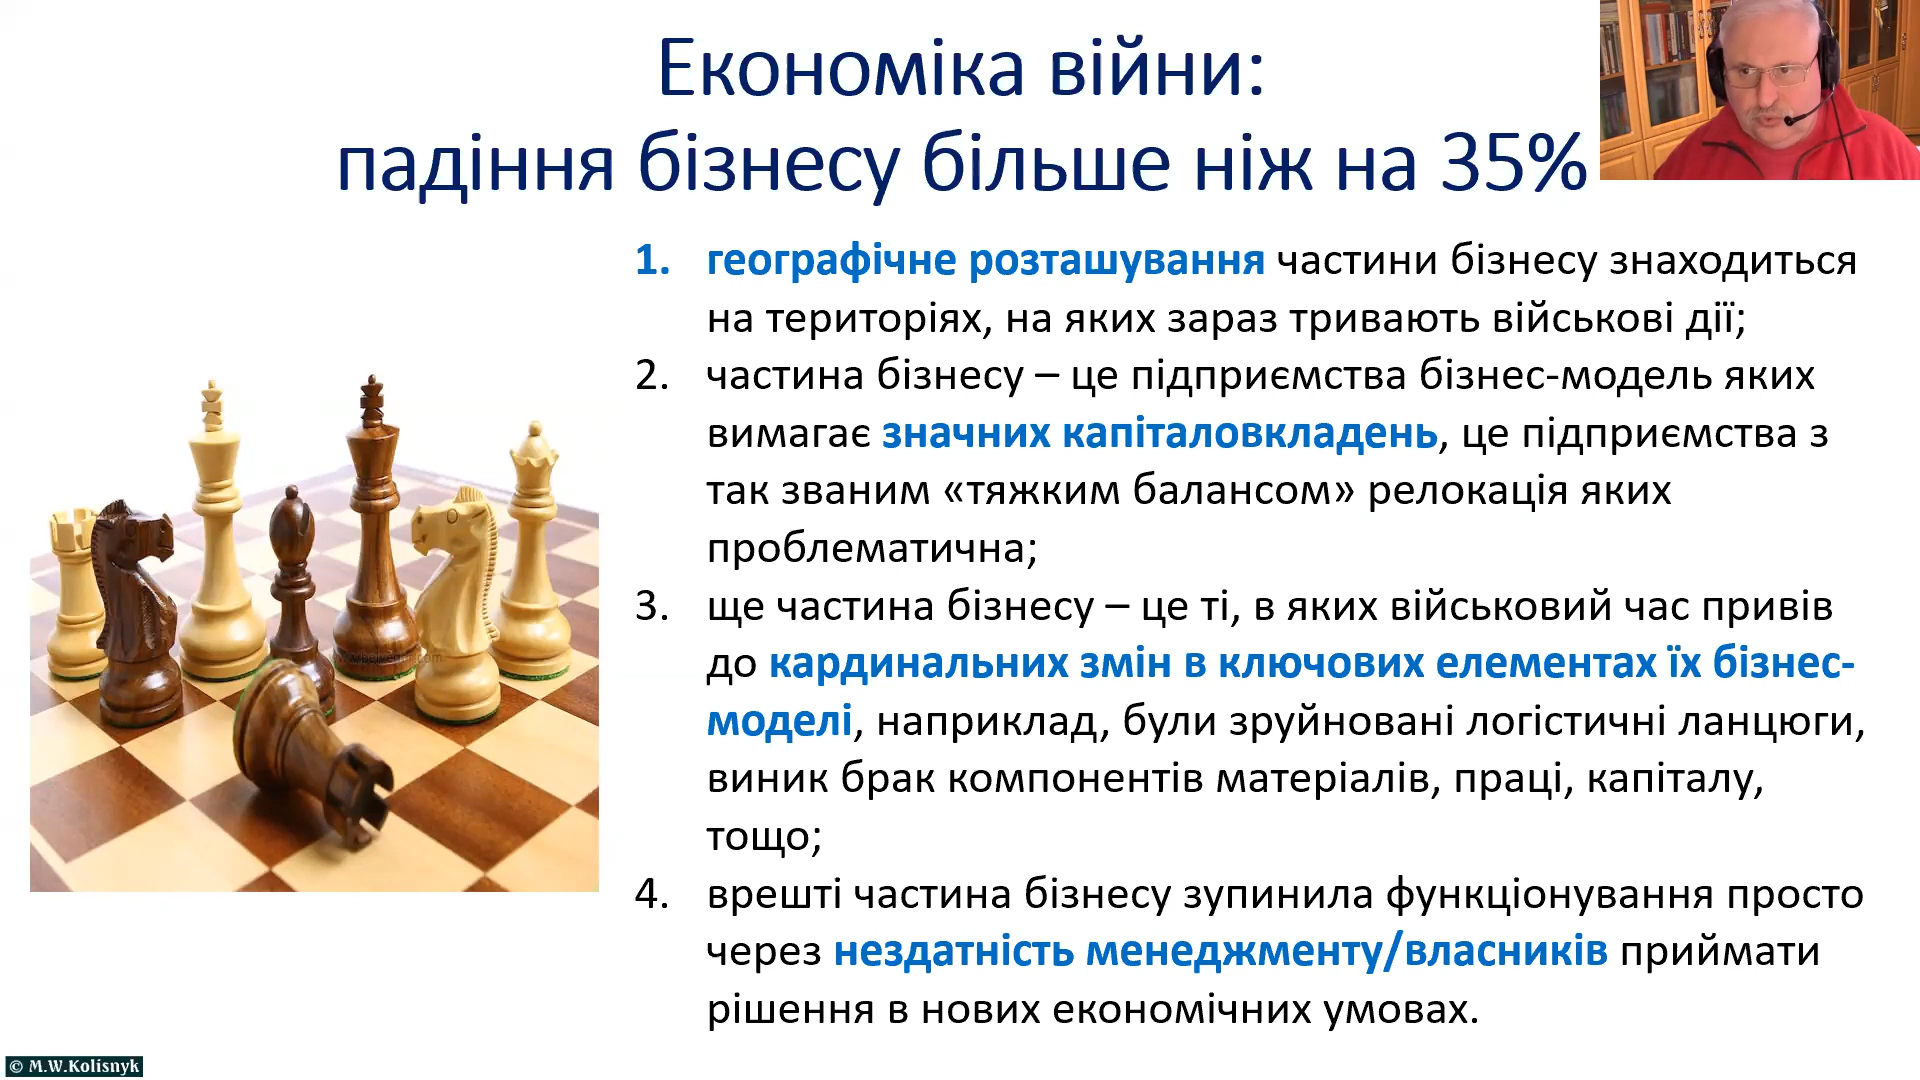 Економіка війни:
падіння бізнесу більше ніж на 35%
1. географічне розташування частини бізнесу знаходиться
на територіях, на яких зараз тривають військові дії;
2. частина бізнесу – це підприємства бізнес-модель яких
вимагає значних капіталовкладень, це підприємства з
так званим «тяжким балансом» релокація яких
проблематична;
3. ще частина бізнесу – це ті, в яких військовий час привів
до кардинальних змін в ключових елементах їх бізнес-
моделі, наприклад, були зруйновані логістичні ланцюги,
виник брак компонентів матеріалів, праці, капіталу,
тощо;
4. врешті частина бізнесу зупинила функціонування просто
через нездатність менеджменту/власників приймати
рішення в нових економічних умовах.
© M.W.Kolisnyk